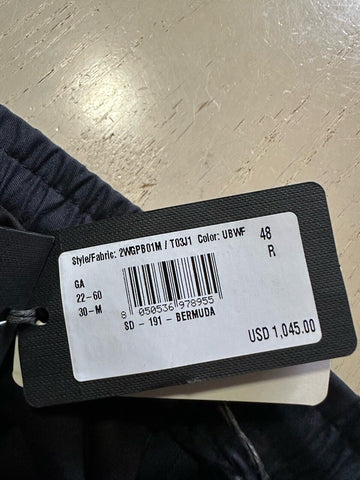 Style/Fabric: 2WGPB01M / T03J1 Color: UBWF 48
R
GA
22-60
30-M
8 050536 978955
SD - 191 - BERMUDA
USD 1,045.00